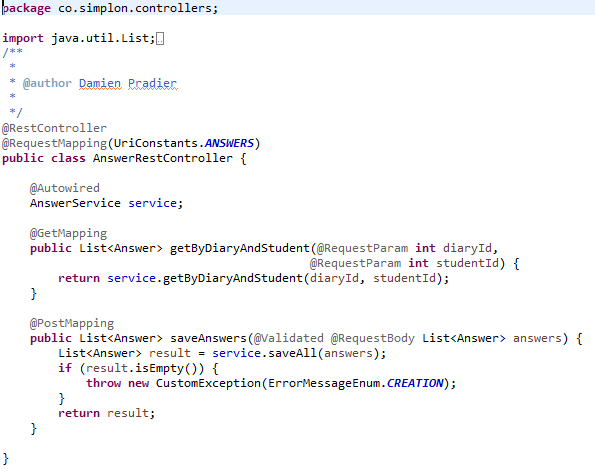 package co.simplon.controllers;
import java.util.List;
/**
 *
 * @author Damien Pradier
 *
 */
@RestController
@RequestMapping(UriConstants.ANSWERS)
public class AnswerRestController {
    @Autowired
    AnswerService service;
    @GetMapping
    public List<Answer> getByDiaryAndStudent(@RequestParam int diaryId,
                                            @RequestParam int studentId) {
        return service.getByDiaryAndStudent(diaryId, studentId);
    }
    @PostMapping
    public List<Answer> saveAnswers(@Validated @RequestBody List<Answer> answers) {
        List<Answer> result = service.saveAll(answers);
        if (result.isEmpty()) {
            throw new CustomException(ErrorMessageEnum.CREATION);
        }
        return result;
    }
}